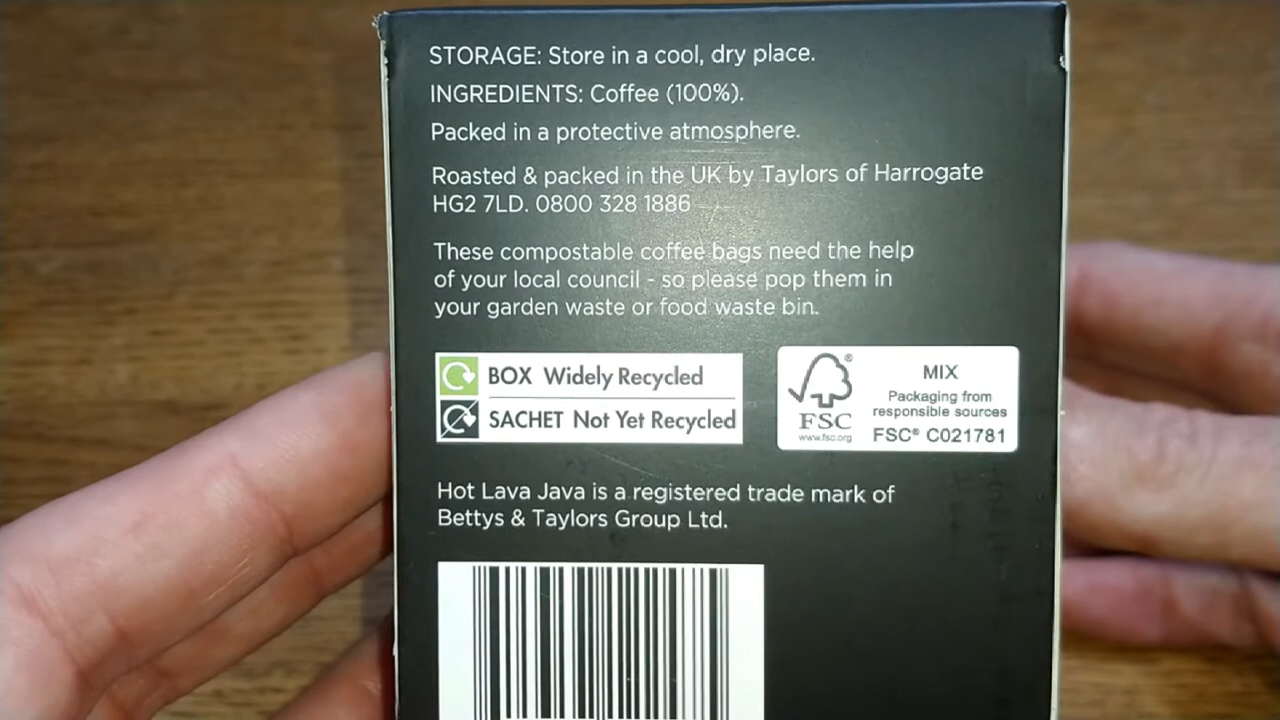 STORAGE: Store in a cool, dry place.
INGREDIENTS: Coffee (100%).
Packed in a protective atmosphere.
Roasted & packed in the UK by Taylors of Harrogate
HG2 7LD. 0800 328 1886
These compostable coffee bags need the help
of your local council - so please pop them in
your garden waste or food waste bin.
BOX Widely Recycled
SACHET Not Yet Recycled
FSC®
www.fsc.org
MIX
Packaging from
responsible sources
FSC® C021781
Hot Lava Java is a registered trade mark of
Bettys & Taylors Group Ltd.